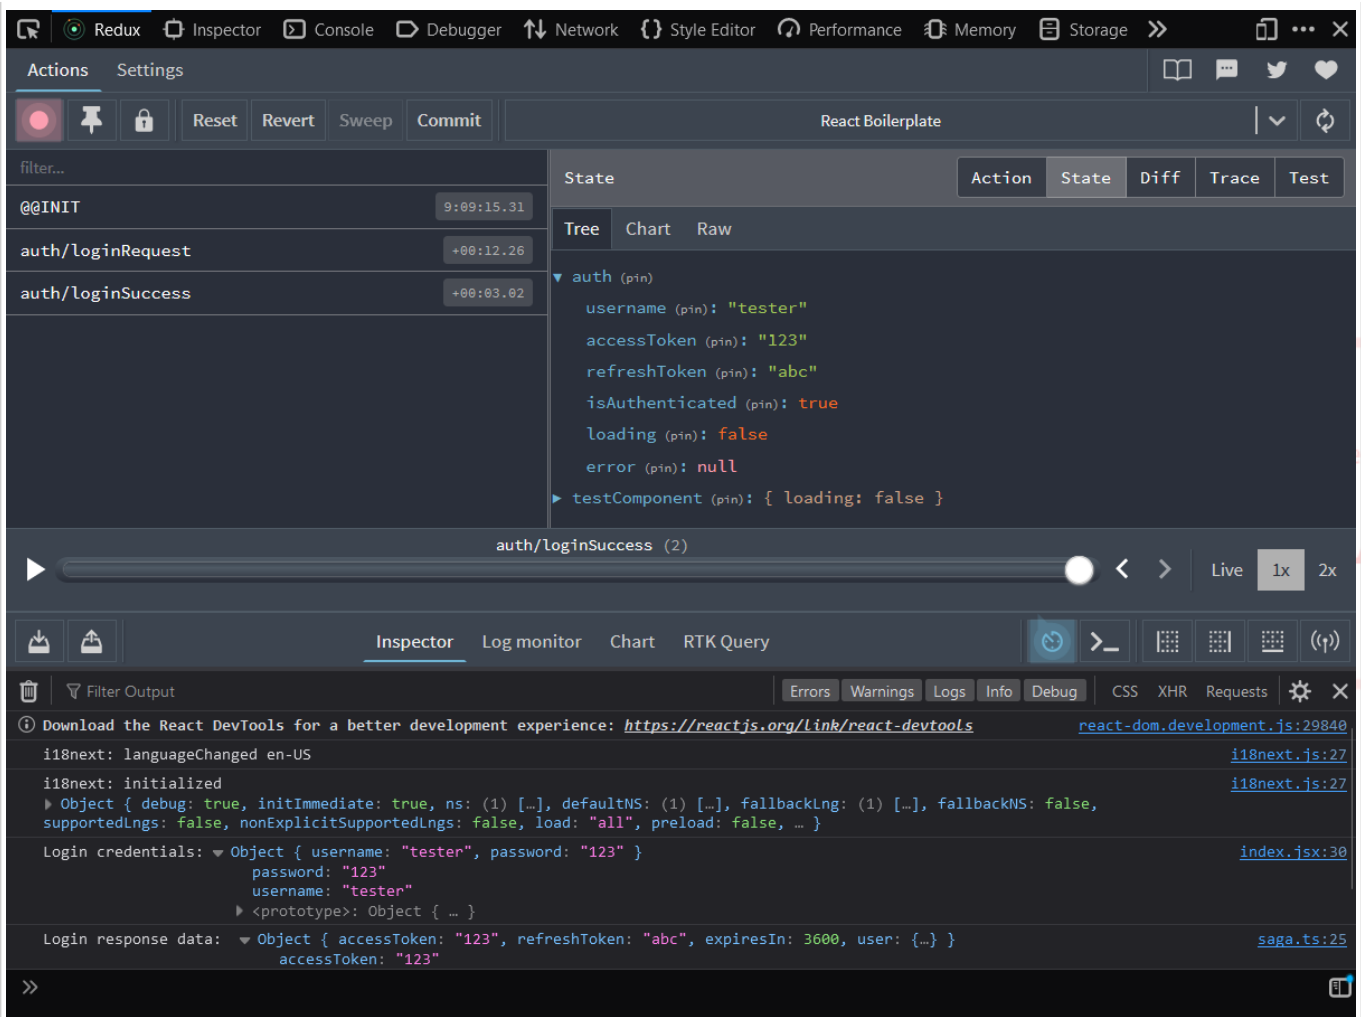 Redux Inspector Console Debugger Network {} Style Editor Performance Memory Storage
Actions Settings
Reset Revert Sweep Commit React Boilerplate
filter...
@@INIT 9:09:15.31
auth/loginRequest +00:12.26
auth/loginSuccess +00:03.02
State Action State Diff Trace Test
Tree Chart Raw
auth (pin)
username (pin): "tester"
accessToken (pin): "123"
refreshToken (pin): "abc"
isAuthenticated (pin): true
loading (pin): false
error (pin): null
testComponent (pin): { loading: false }
auth/loginSuccess (2)
Live 1x 2x
Inspector Log monitor Chart RTK Query
Filter Output Errors Warnings Logs Info Debug CSS XHR Requests
Download the React DevTools for a better development experience: https://reactjs.org/link/react-devtools react-dom.development.js:29840
i18next: languageChanged en-US i18next.js:27
i18next: initialized i18next.js:27
Object { debug: true, initImmediate: true, ns: (1) […], defaultNS: (1) […], fallbackLng: (1) […], fallbackNS: false,
supportedLngs: false, nonExplicitSupportedLngs: false, load: "all", preload: false, … }
Login credentials: Object { username: "tester", password: "123" } index.jsx:30
password: "123"
username: "tester"
<prototype>: Object { … }
Login response data: Object { accessToken: "123", refreshToken: "abc", expiresIn: 3600, user: {…} } saga.ts:25
accessToken: "123"